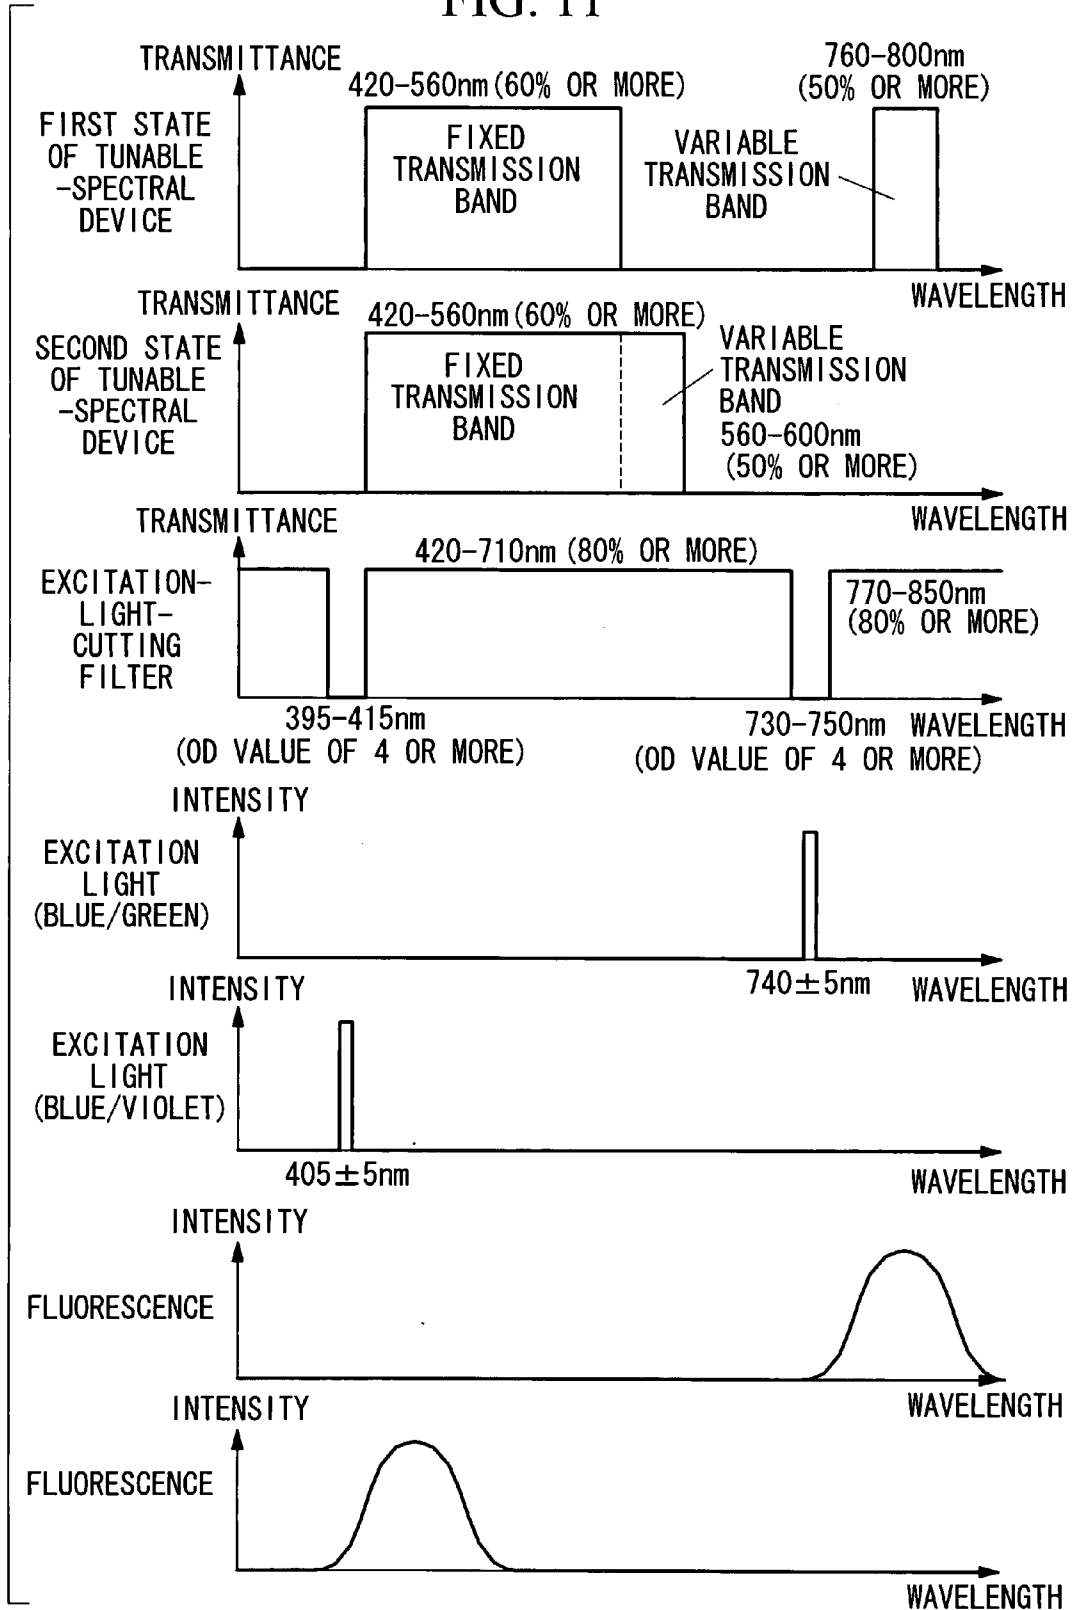 FIG. 11
TRANSMITTANCE
760-800nm
(50% OR MORE)
420-560nm (60% OR MORE)
FIRST STATE
OF TUNABLE
-SPECTRAL
DEVICE
FIXED
TRANSMISSION
BAND
VARIABLE
TRANSMISSION
BAND
WAVELENGTH
TRANSMITTANCE
420-560nm (60% OR MORE)
SECOND STATE
OF TUNABLE
-SPECTRAL
DEVICE
FIXED
TRANSMISSION
BAND
VARIABLE
TRANSMISSION
BAND
560-600nm
(50% OR MORE)
WAVELENGTH
TRANSMITTANCE
420-710nm (80% OR MORE)
EXCITATION-
LIGHT-
CUTTING
FILTER
770-850nm
(80% OR MORE)
395-415nm
(OD VALUE OF 4 OR MORE)
730-750nm
(OD VALUE OF 4 OR MORE)
WAVELENGTH
INTENSITY
EXCITATION
LIGHT
(BLUE/GREEN)
740±5nm
WAVELENGTH
INTENSITY
EXCITATION
LIGHT
(BLUE/VIOLET)
405±5nm
WAVELENGTH
INTENSITY
FLUORESCENCE
WAVELENGTH
INTENSITY
FLUORESCENCE
WAVELENGTH